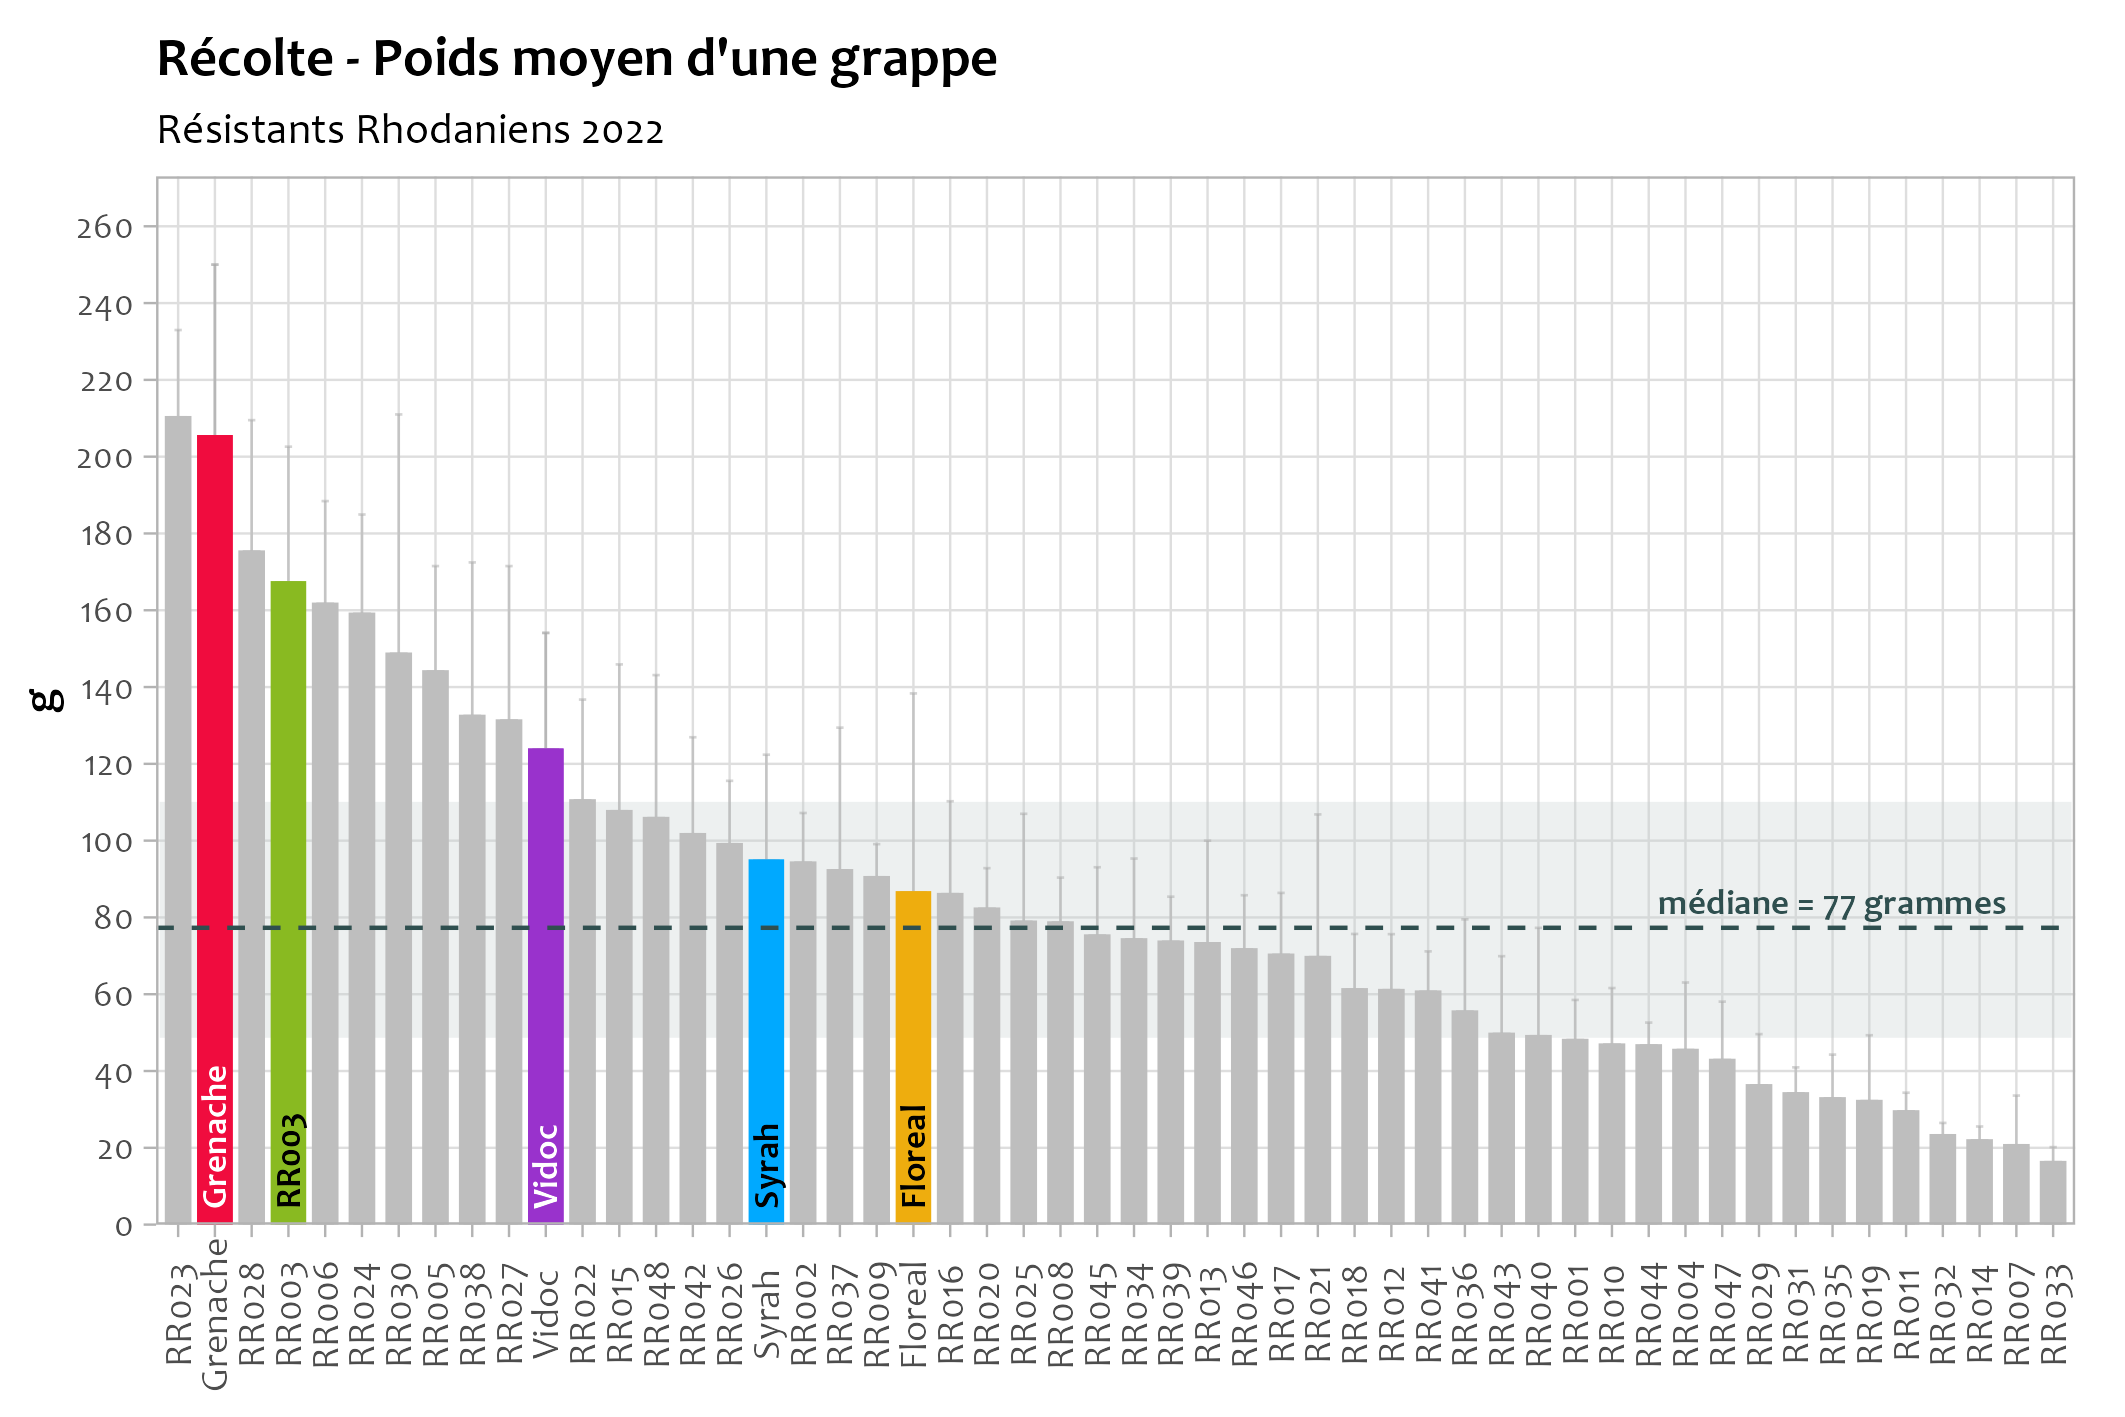 Récolte - Poids moyen d'une grappe
Résistants Rhodaniens 2022
g
260
240
220
200
180
160
140
120
100
80
60
40
20
0
médiane = 77 grammes
Grenache
RR003
Vidoc
Syrah
Floreal
RR023
Grenache
RR028
RR003
RR006
RR024
RR030
RR005
RR038
RR027
Vidoc
RR022
RR015
RR048
RR042
RR026
Syrah
RR002
RR037
RR009
Floreal
RR016
RR020
RR025
RR008
RR045
RR034
RR039
RR013
RR046
RR017
RR021
RR018
RR012
RR041
RR036
RR043
RR040
RR001
RR010
RR044
RR004
RR047
RR029
RR031
RR035
RR019
RR011
RR032
RR014
RR007
RR033